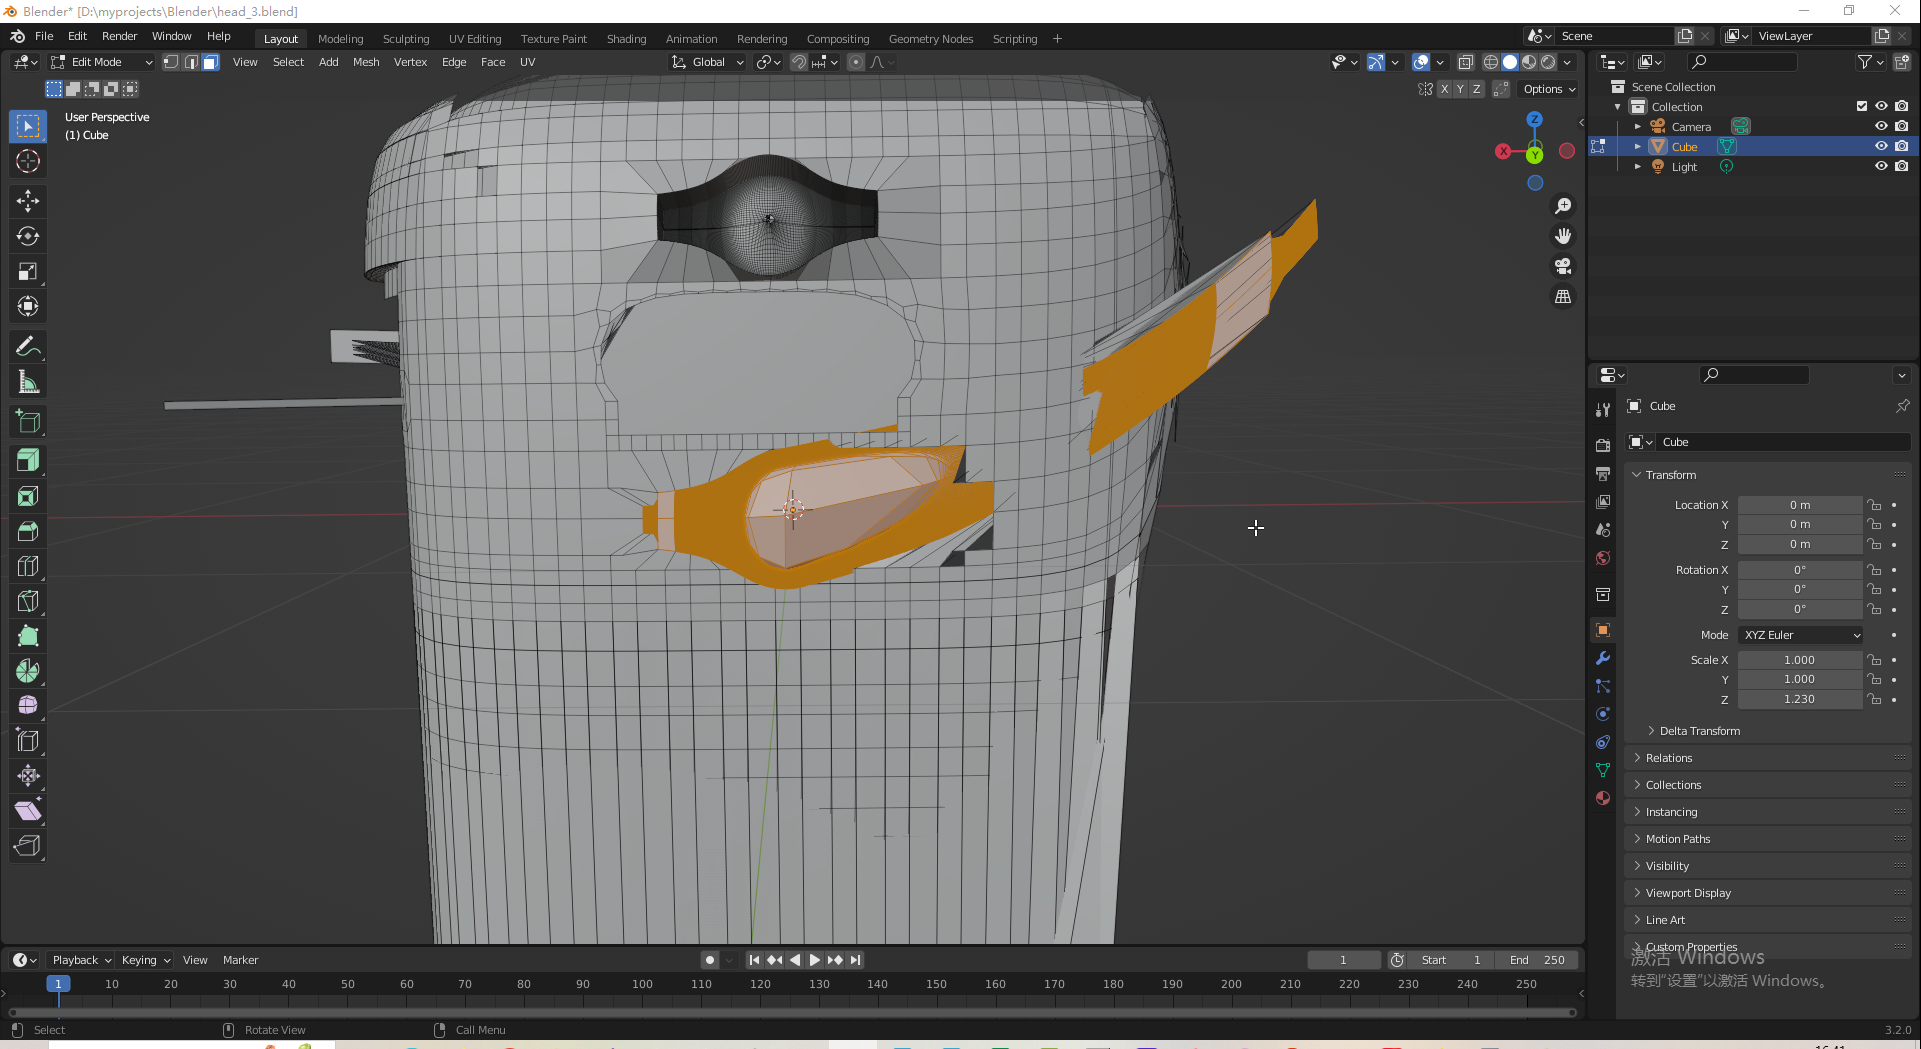 Blender* [D:\myprojects\Blender\head_3.blend]
File Edit Render Window Help Layout Modeling Sculpting UV Editing Texture Paint Shading Animation Rendering Compositing Geometry Nodes Scripting + Scene ViewLayer
Edit Mode View Select Add Mesh Vertex Edge Face UV Global
X Y Z Options
User Perspective
(1) Cube
Z
X
Y
Scene Collection
Collection
Camera
Cube
Light
Cube
Cube
Transform
Location X 0 m
Y 0 m
Z 0 m
Rotation X 0°
Y 0°
Z 0°
Mode XYZ Euler
Scale X 1.000
Y 1.000
Z 1.230
Delta Transform
Relations
Collections
Instancing
Motion Paths
Visibility
Viewport Display
Line Art
Custom Properties
激活 Windows
转到"设置"以激活 Windows。
Playback Keying View Marker 1 Start 1 End 250
1 10 20 30 40 50 60 70 80 90 100 110 120 130 140 150 160 170 180 190 200 210 220 230 240 250
Select Rotate View Call Menu 3.2.0